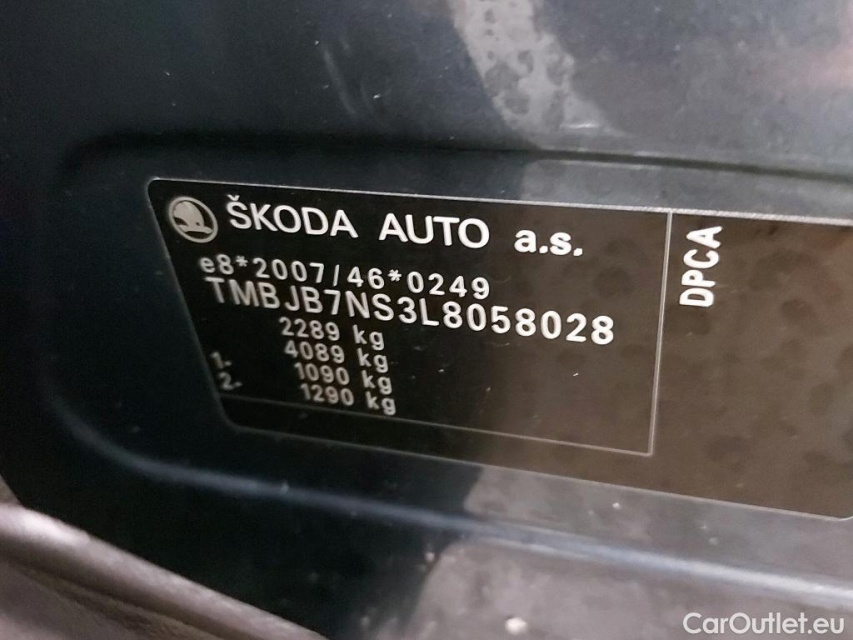 ŠKODA AUTO a.s.
e8*2007/46*0249
TMBJB7NS3L8058028
2289 kg
4089 kg
1.- 1090 kg
2.- 1290 kg
DPCA
CarOutlet.eu